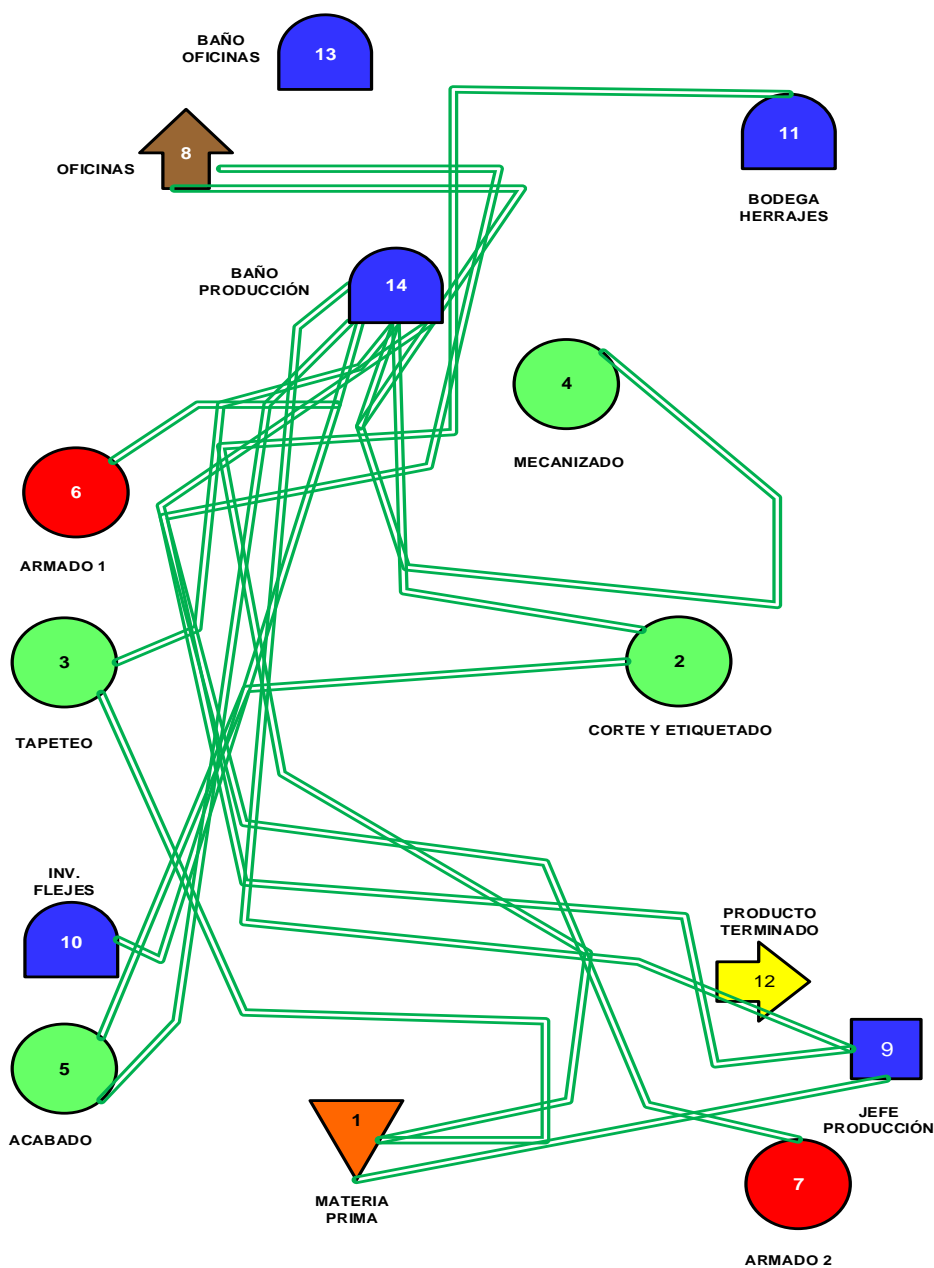 BAÑO
OFICINAS
13
8
OFICINAS
11
BODEGA
HERRAJES
BAÑO
PRODUCCIÓN
14
4
MECANIZADO
6
ARMADO 1
3
TAPETEO
2
CORTE Y ETIQUETADO
INV.
FLEJES
10
PRODUCTO
TERMINADO
12
5
ACABADO
9
JEFE
PRODUCCIÓN
1
MATERIA
PRIMA
7
ARMADO 2